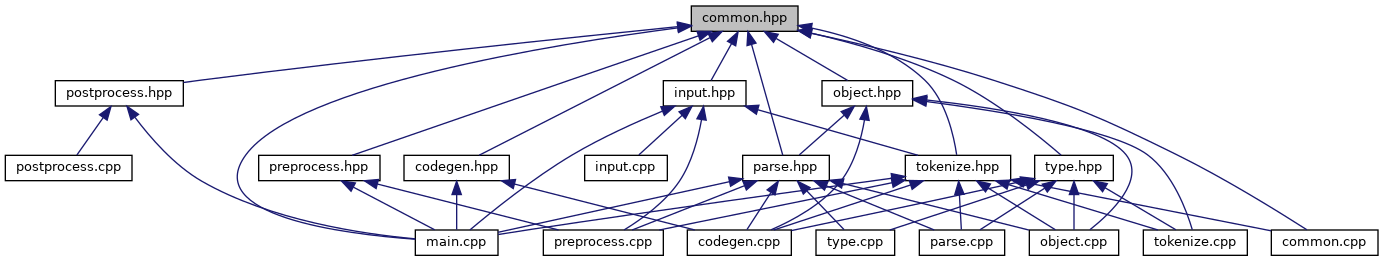 common.hpp
postprocess.hpp
input.hpp
object.hpp
postprocess.cpp
preprocess.hpp
codegen.hpp
input.cpp
parse.hpp
tokenize.hpp
type.hpp
main.cpp
preprocess.cpp
codegen.cpp
type.cpp
parse.cpp
object.cpp
tokenize.cpp
common.cpp